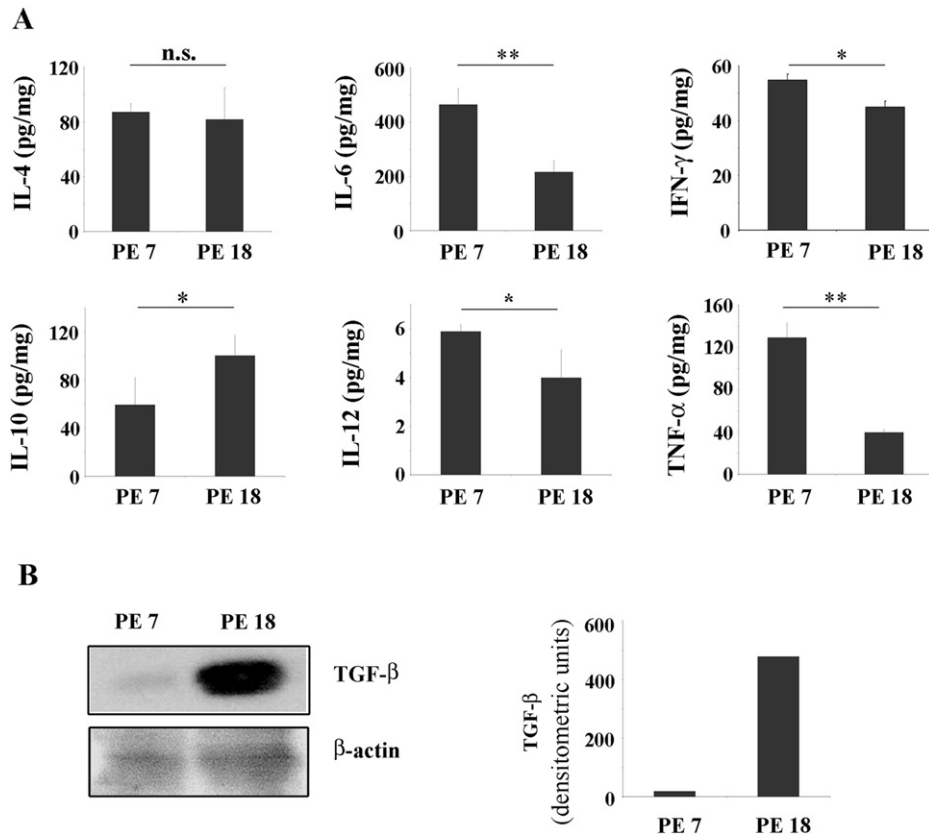 A
n.s.
IL-4 (pg/mg)
120
80
40
0
PE 7 PE 18
**
IL-6 (pg/mg)
600
400
200
0
PE 7 PE 18
*
IFN-γ (pg/mg)
60
40
20
0
PE 7 PE 18
*
IL-10 (pg/mg)
120
80
40
0
PE 7 PE 18
*
IL-12 (pg/mg)
6
4
2
0
PE 7 PE 18
**
TNF-α (pg/mg)
160
120
80
40
0
PE 7 PE 18
B
PE 7 PE 18
TGF-β
β-actin
TGF-β
(densitometric units)
600
400
200
0
PE 7 PE 18